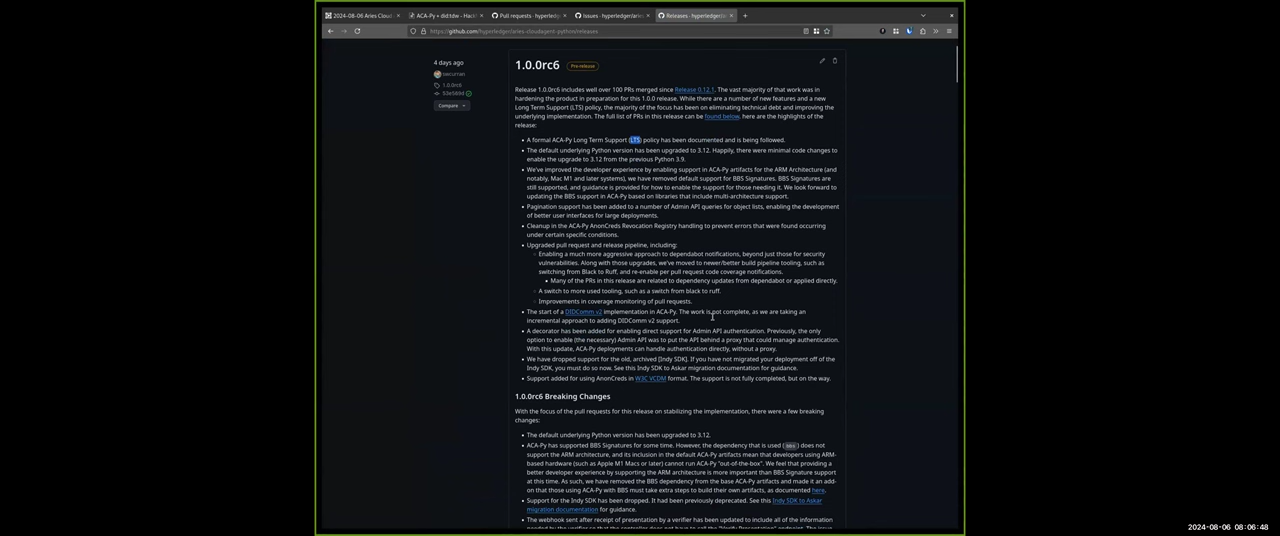 2024-08-06 Aries Cloud
ACA-Py + did:tdw - Hack
Pull requests · hyperledg
Issues · hyperledger/aries
Releases · hyperledger/a
https://github.com/hyperledger/aries-cloudagent-python/releases
4 days ago
swcurran
1.0.0rc6
Compare
1.0.0rc6 Pre-release
Release 1.0.0rc6 includes well over 100 PRs merged since Release 0.12.1. The vast majority of that work was in
hardening the product in preparation for this 1.0.0 release. While there are a number of new features and a new
Long Term Support (LTS) policy, the majority of the focus has been on eliminating technical debt and improving the
underlying implementation. The full list of PRs in this release can be found below. here are the highlights of the
release:
• A formal ACA-Py Long Term Support (LTS) policy has been documented and is being followed.
• The default underlying Python version has been upgraded to 3.12. Happily, there were minimal code changes to
enable the upgrade to 3.12 from the previous Python 3.9.
• We've improved the developer experience by enabling support in ACA-Py artifacts for the ARM Architecture (and
notably, Mac M1 and later systems), we have removed default support for BBS Signatures. BBS Signatures are
still supported, and guidance is provided for how to enable the support for those needing it. We look forward to
updating the BBS support in ACA-Py based on libraries that include multi-architecture support.
• Pagination support has been added to a number of Admin API queries for object lists, enabling the development
of better user interfaces for large deployments.
• Cleanup in the ACA-Py AnonCreds Revocation Registry handling to prevent errors that were found occurring
under certain specific conditions.
• Upgraded pull request and release pipeline, including:
◦ Enabling a much more aggressive approach to dependabot notifications, beyond just those for security
vulnerabilities. Along with those upgrades, we've moved to newer/better build pipeline tooling, such as
switching from Black to Ruff, and re-enable per pull request code coverage notifications.
▪ Many of the PRs in this release are related to dependency updates from dependabot or applied directly.
◦ A switch to more used tooling, such as a switch from black to ruff.
◦ Improvements in coverage monitoring of pull requests.
• The start of a DIDComm v2 implementation in ACA-Py. The work is not complete, as we are taking an
incremental approach to adding DIDComm v2 support.
• A decorator has been added for enabling direct support for Admin API authentication. Previously, the only
option to enable (the necessary) Admin API was to put the API behind a proxy that could manage authentication.
With this update, ACA-Py deployments can handle authentication directly, without a proxy.
• We have dropped support for the old, archived [Indy SDK]. If you have not migrated your deployment off of the
Indy SDK, you must do so now. See this Indy SDK to Askar migration documentation for guidance.
• Support added for using AnonCreds in W3C VCDM format. The support is not fully completed, but on the way.
1.0.0rc6 Breaking Changes
With the focus of the pull requests for this release on stabilizing the implementation, there were a few breaking
changes:
• The default underlying Python version has been upgraded to 3.12.
• ACA-Py has supported BBS Signatures for some time. However, the dependency that is used (bbs) does not
support the ARM architecture, and its inclusion in the default ACA-Py artifacts mean that developers using ARM-
based hardware (such as Apple M1 Macs or later) cannot run ACA-Py "out-of-the-box". We feel that providing a
better developer experience by supporting the ARM architecture is more important than BBS Signature support
at this time. As such, we have removed the BBS dependency from the base ACA-Py artifacts and made it an add-
on that those using ACA-Py with BBS must take extra steps to build their own artifacts, as documented here.
• Support for the Indy SDK has been dropped. It had been previously deprecated. See this Indy SDK to Askar
migration documentation for guidance.
• The webhook sent after receipt of presentation by a verifier has been updated to include all of the information
2024-08-06 08:06:48